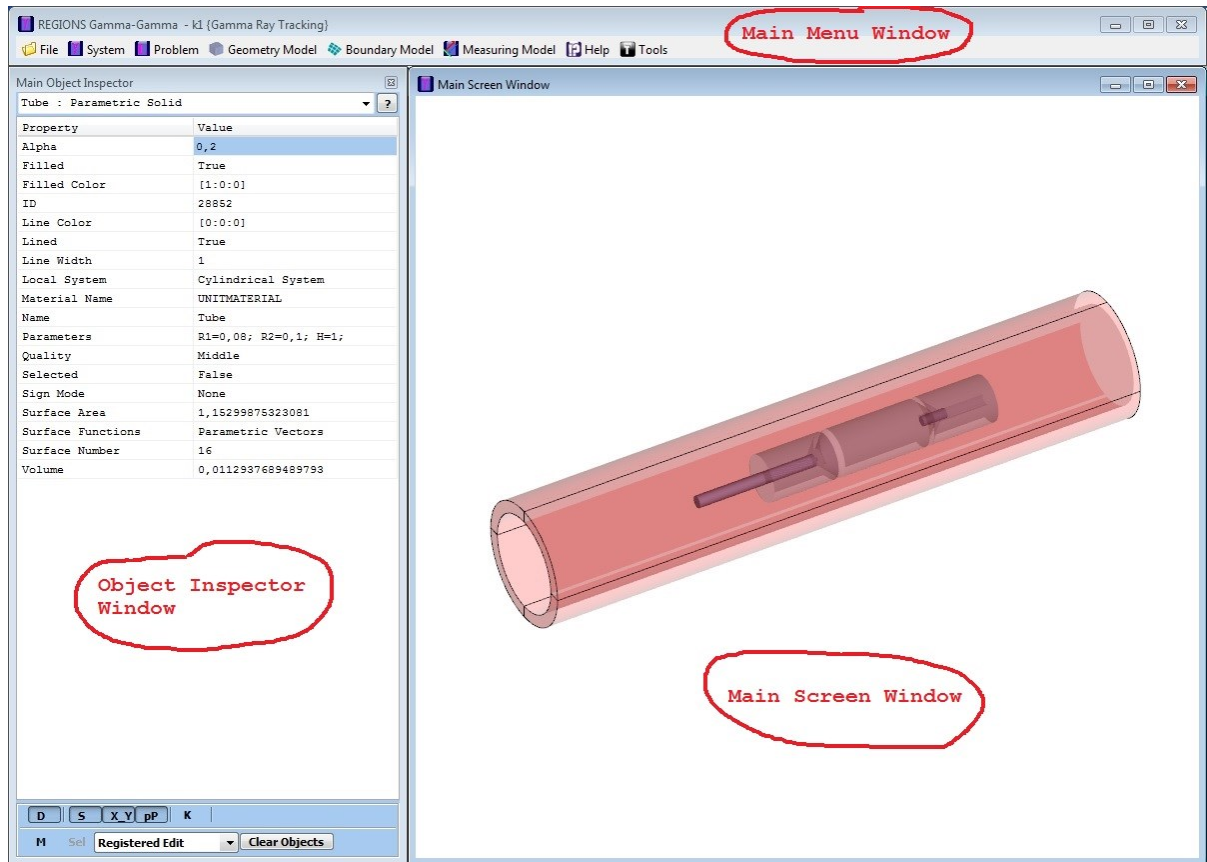 REGIONS Gamma-Gamma - k1 {Gamma Ray Tracking}
File System Problem Geometry Model Boundary Model Measuring Model Help Tools
Main Menu Window
Main Object Inspector
Tube : Parametric Solid ?
Property Value
Alpha 0,2
Filled True
Filled Color [1:0:0]
ID 28852
Line Color [0:0:0]
Lined True
Line Width 1
Local System Cylindrical System
Material Name UNITMATERIAL
Name Tube
Parameters R1=0,08; R2=0,1; H=1;
Quality Middle
Selected False
Sign Mode None
Surface Area 1,15299875323081
Surface Functions Parametric Vectors
Surface Number 16
Volume 0,0112937689489793
Object Inspector
Window
D S X_Y pP K
M Sel Registered Edit Clear Objects
Main Screen Window
Main Screen Window